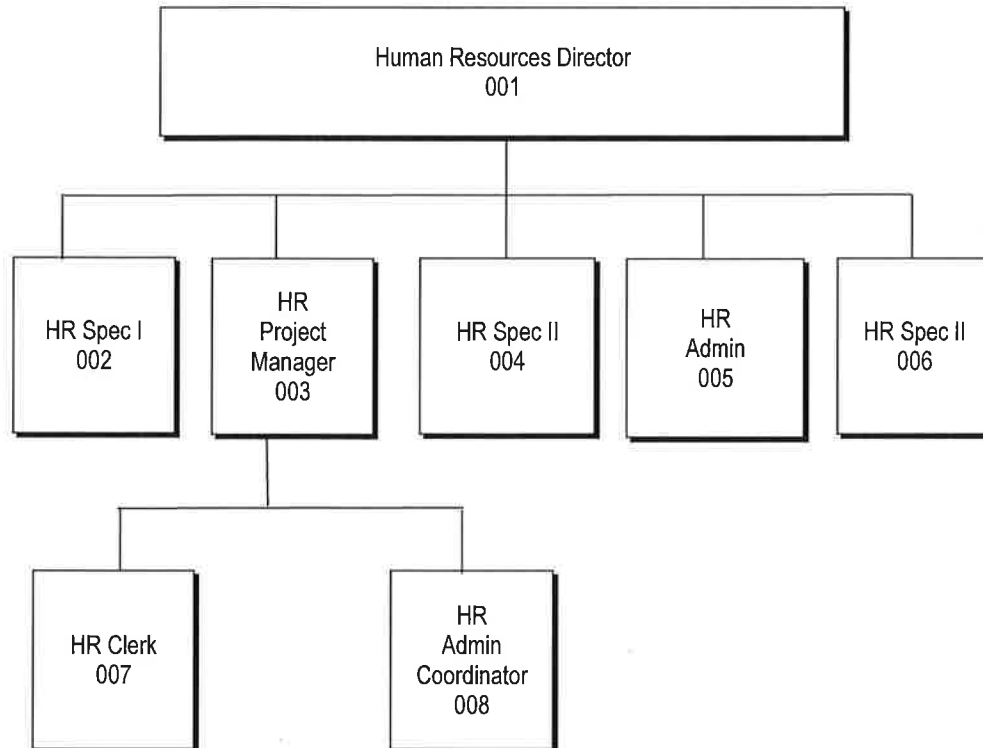 Human Resources Director
001
HR Spec I
002
HR
Project
Manager
003
HR Spec II
004
HR
Admin
005
HR Spec II
006
HR Clerk
007
HR
Admin
Coordinator
008